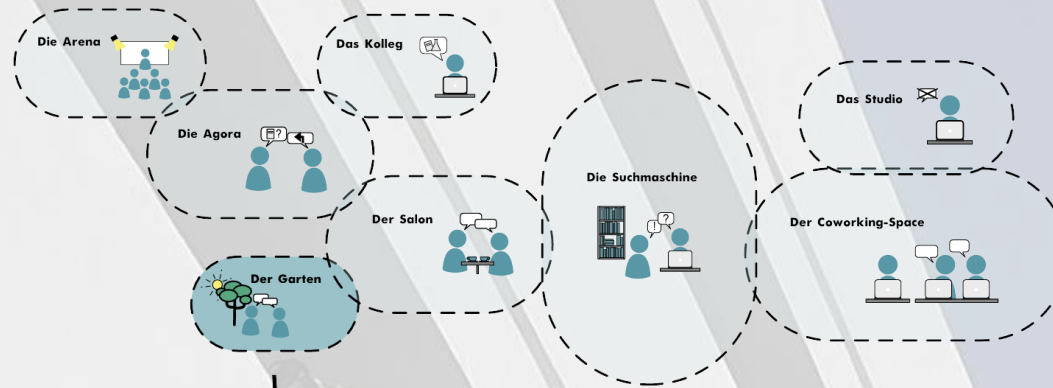 Die Arena
Das Kolleg
Die Agora
?
Das Studio
Die Suchmaschine
! ?
Der Salon
Der Coworking-Space
Der Garten